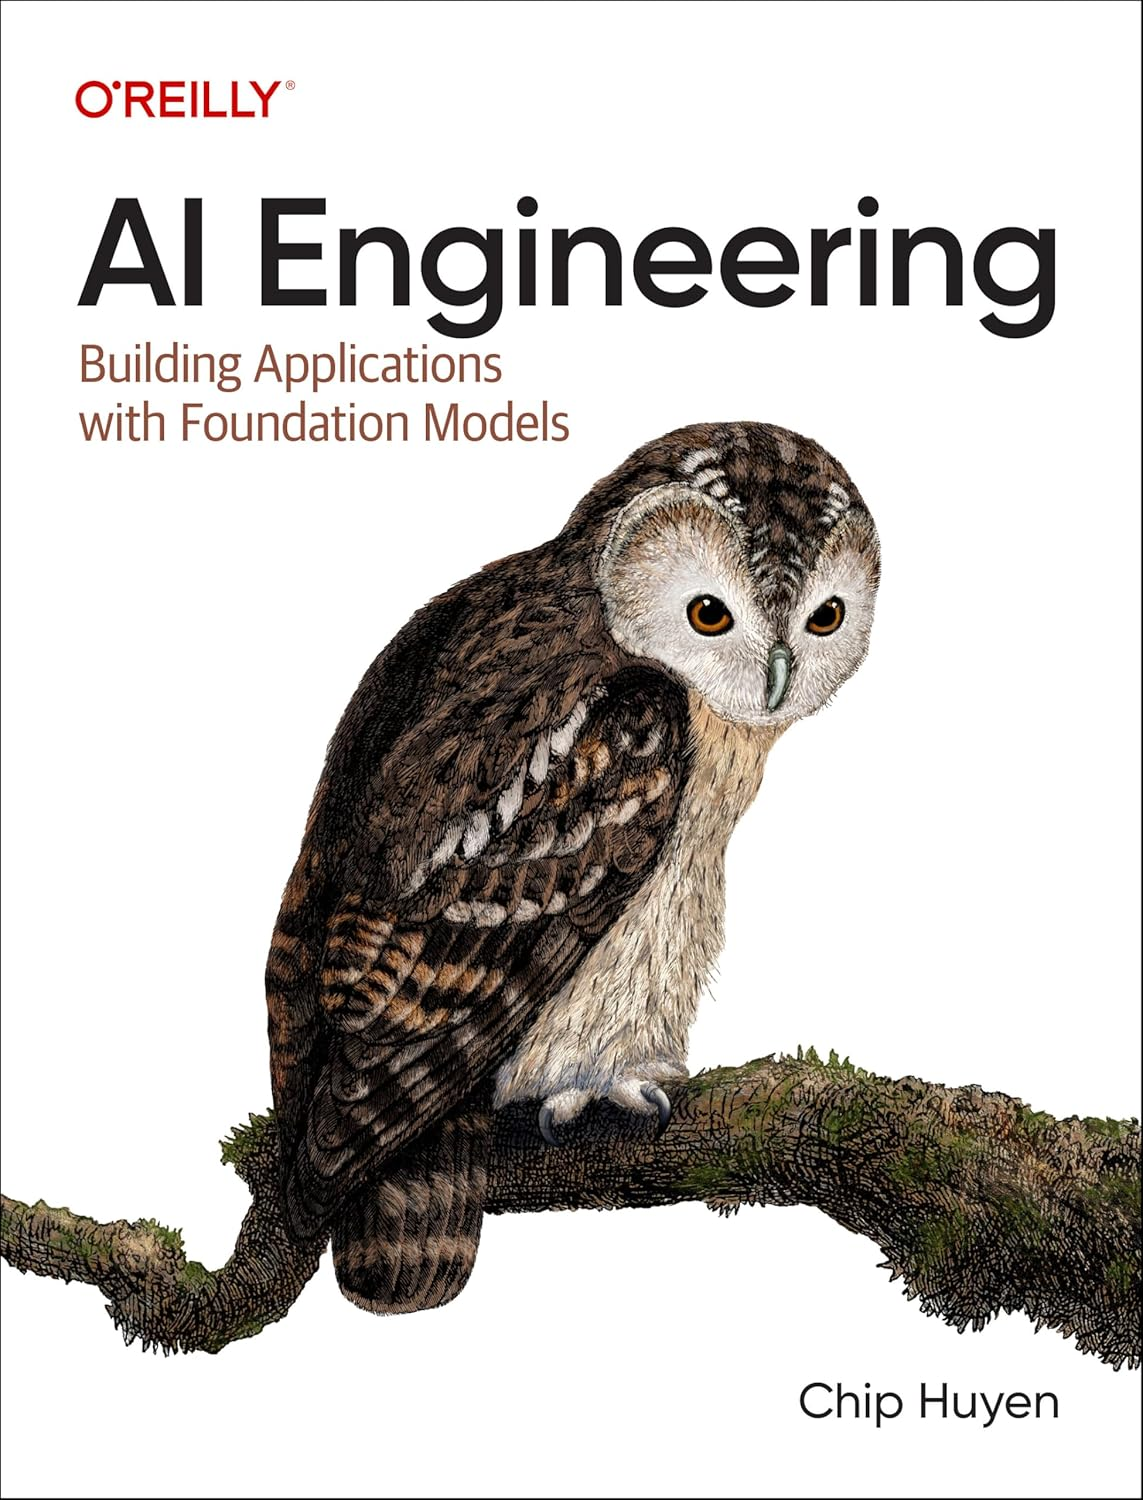 O'REILLY®
AI Engineering
Building Applications
with Foundation Models
Chip Huyen